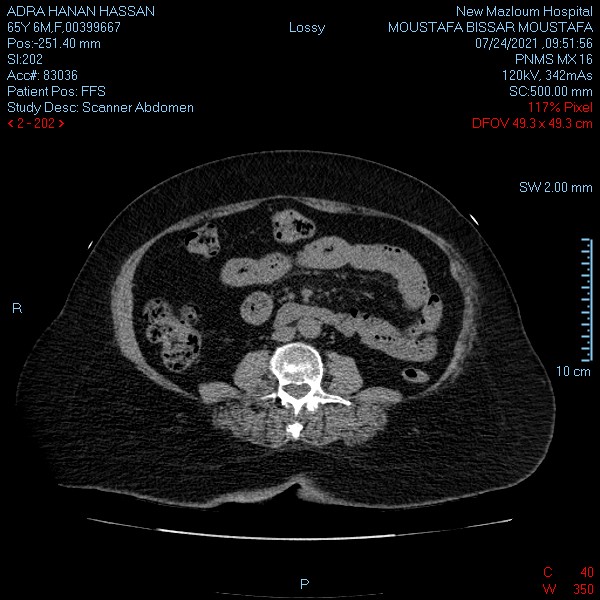 ADRA HANAN HASSAN
65Y 6M,F,00399667
Pos:-251.40 mm
SI:202
Acc#: 83036
Patient Pos: FFS
Study Desc: Scanner Abdomen
< 2 - 202 >
Lossy
New Mazloum Hospital
MOUSTAFA BISSAR MOUSTAFA
07/24/2021 ,09:51:56
PNMS MX 16
120kV, 342mAs
SC:500.00 mm
117% Pixel
DFOV 49.3 x 49.3 cm
SW 2.00 mm
R
10 cm
P
C 40
W 350